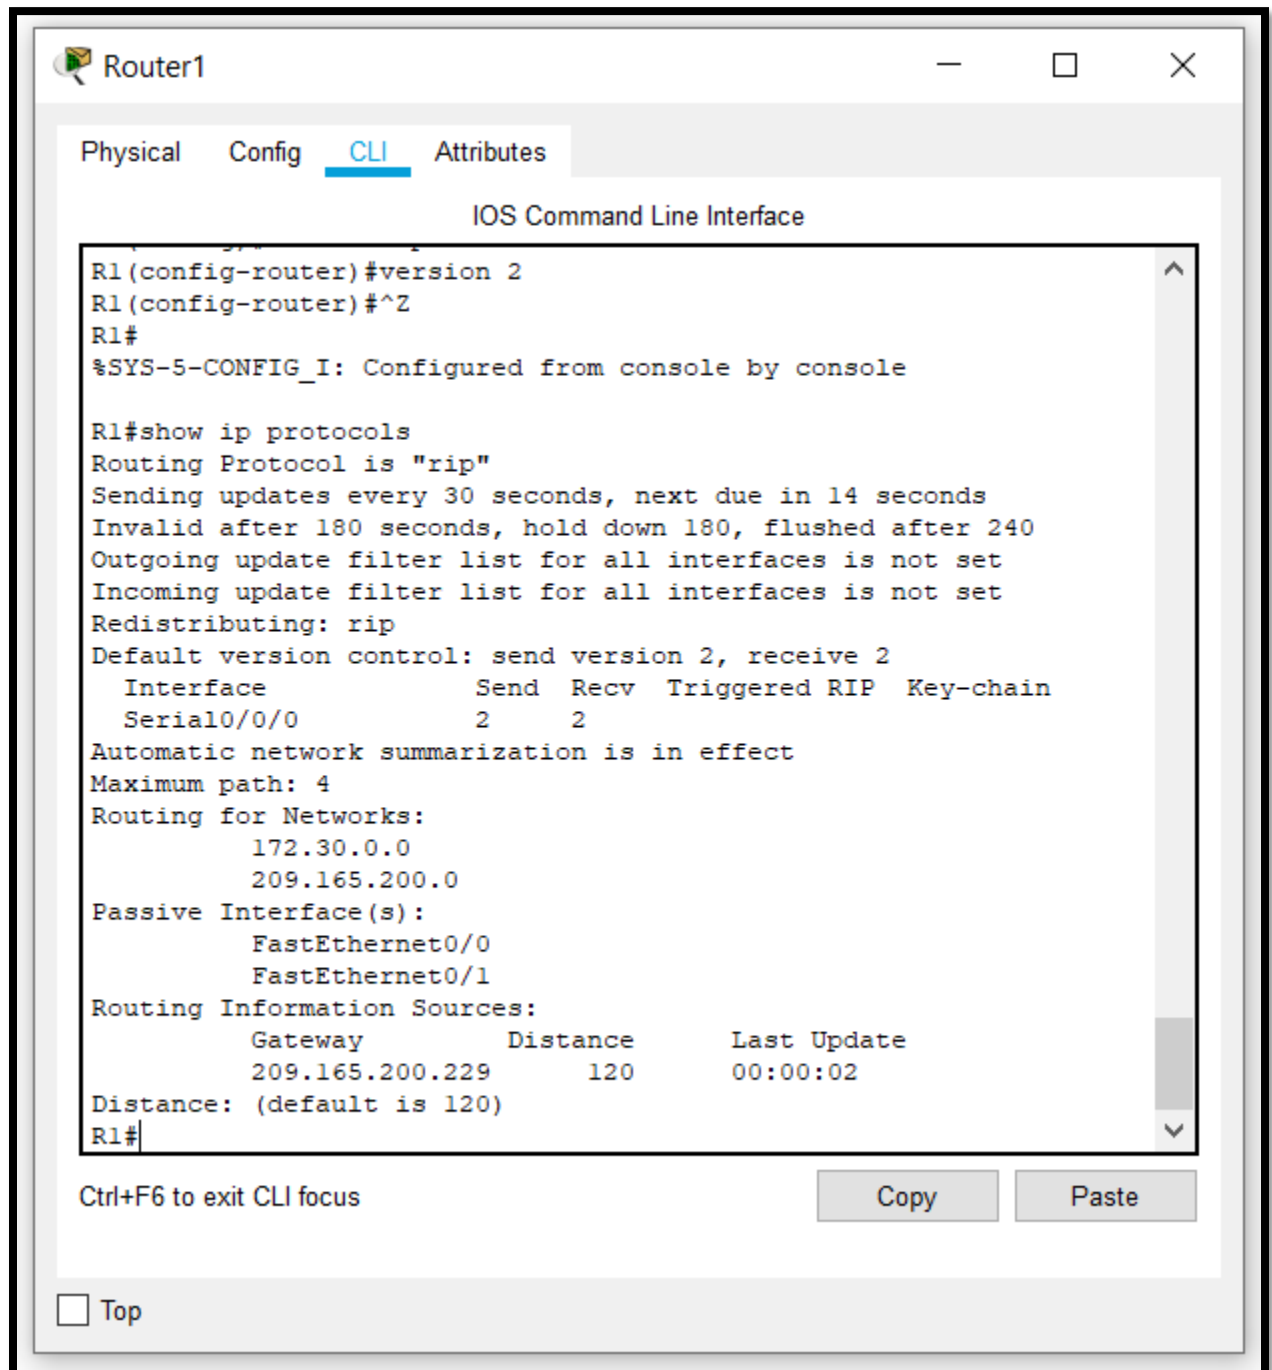 Router1
Physical Config CLI Attributes
IOS Command Line Interface
R1(config-router)#version 2
R1(config-router)#^Z
R1#
%SYS-5-CONFIG_I: Configured from console by console
R1#show ip protocols
Routing Protocol is "rip"
Sending updates every 30 seconds, next due in 14 seconds
Invalid after 180 seconds, hold down 180, flushed after 240
Outgoing update filter list for all interfaces is not set
Incoming update filter list for all interfaces is not set
Redistributing: rip
Default version control: send version 2, receive 2
Interface Send Recv Triggered RIP Key-chain
Serial0/0/0 2 2
Automatic network summarization is in effect
Maximum path: 4
Routing for Networks:
172.30.0.0
209.165.200.0
Passive Interface(s):
FastEthernet0/0
FastEthernet0/1
Routing Information Sources:
Gateway Distance Last Update
209.165.200.229 120 00:00:02
Distance: (default is 120)
R1#
Ctrl+F6 to exit CLI focus
Copy Paste
Top